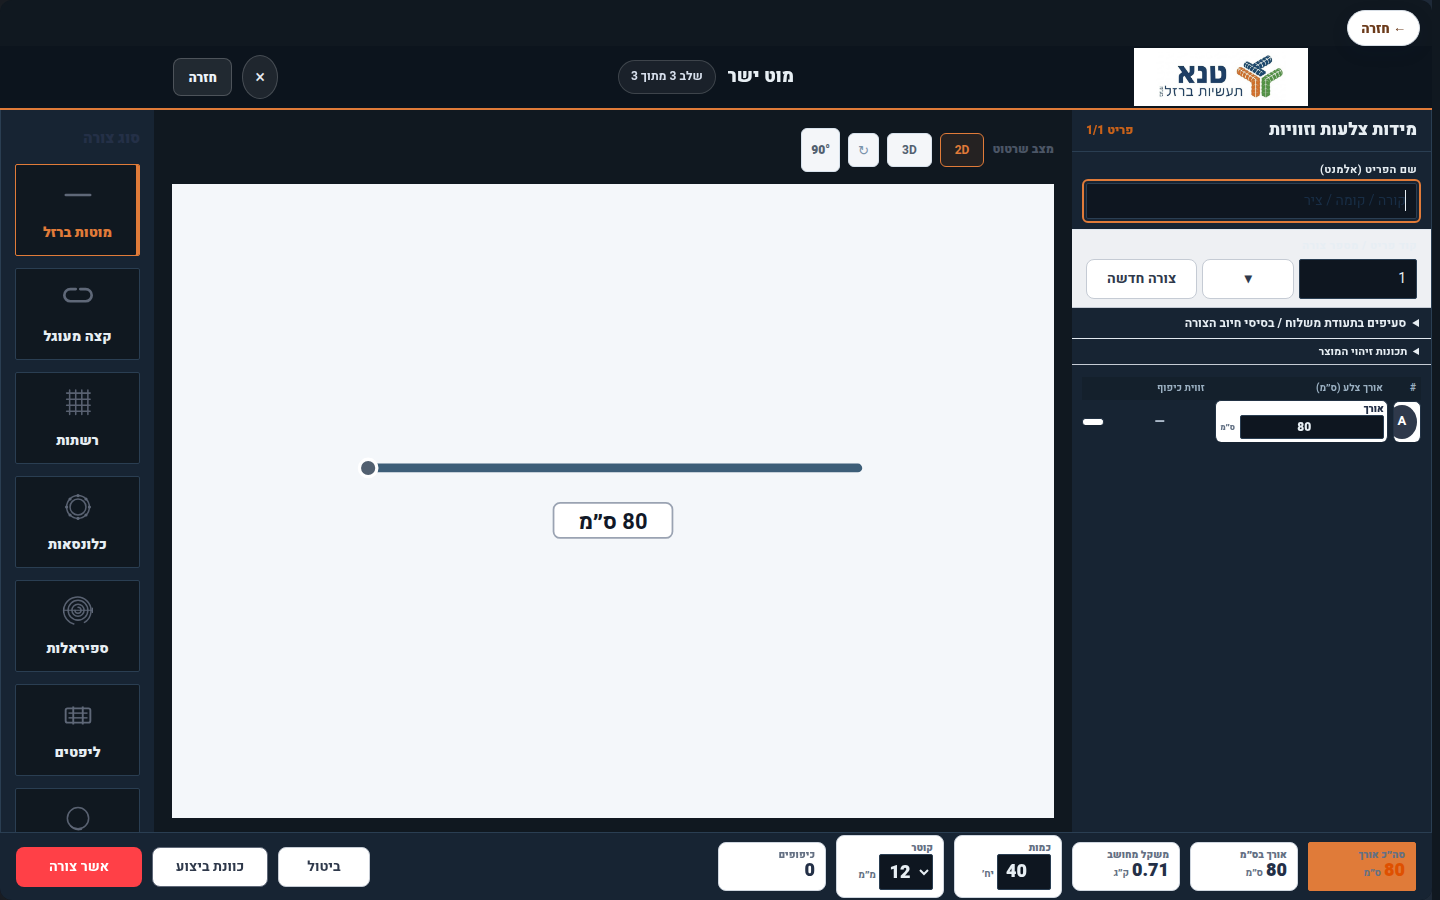 ← חזרה
טנא
תעשיות ברזל
מוט ישר
שלב 3 מתוך 3
×
חזרה
מידות צלעות וזוויות
פריט 1/1
שם הפריט (אלמנט)
קורה / קומה / ציר
1
▼
צורה חדשה
סעיפים בתעודת משלוח / בסיסי חיוב הצורה
תכונות זיהוי המוצר
#
אורך צלע (ס״מ)
זווית כיפוף
A
אורך
80
ס״מ
—
מצב שרטוט
2D
3D
↻
90°
80 ס״מ
סוג צורה
מוטות ברזל
קצה מעוגל
רשתות
כלונסאות
ספיראלות
ליפטים
סה״כ אורך
80 ס״מ
אורך בס״מ
80 ס״מ
משקל מחושב
0.71 ק״ג
כמות
40 יח'
קוטר
12 מ״מ
כיפופים
0
ביטול
כוונת ביצוע
אשר צורה